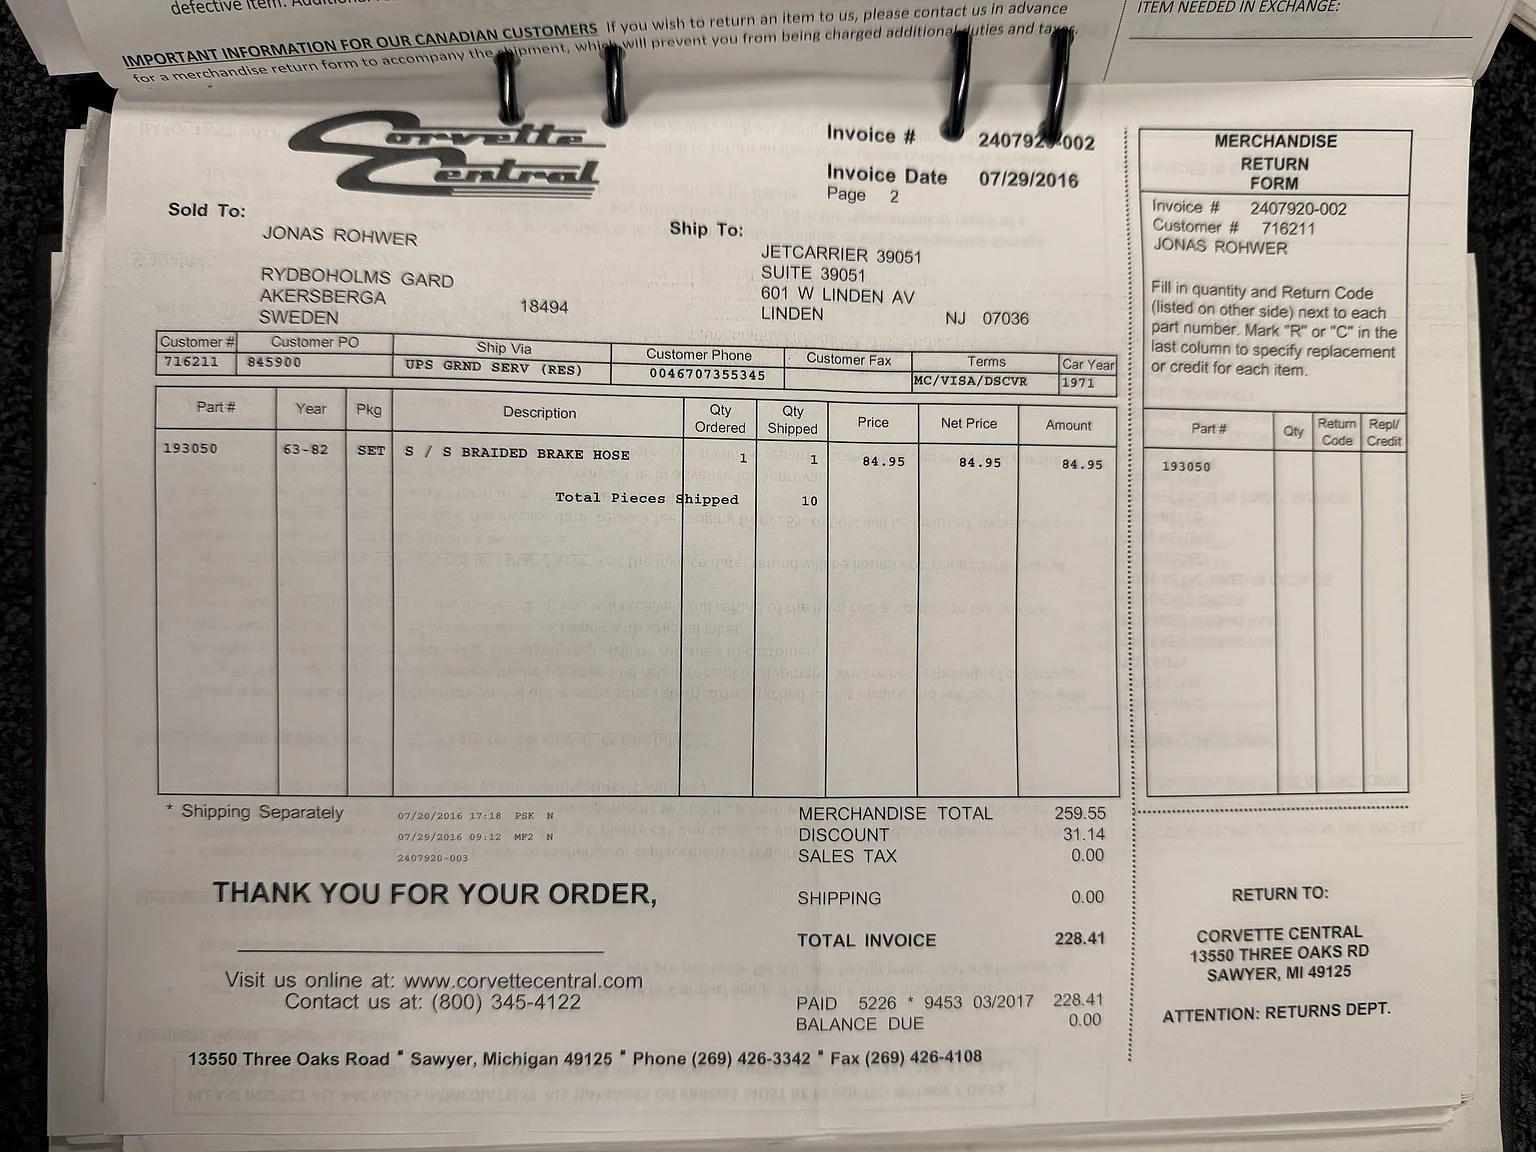 defective item.
ITEM NEEDED IN EXCHANGE:
IMPORTANT INFORMATION FOR OUR CANADIAN CUSTOMERS If you wish to return an item to us, please contact us in advance
for a merchandise return form to accompany the shipment, which will prevent you from being charged additional duties and taxes.
Corvette
Central
Invoice # 2407920-002
Invoice Date 07/29/2016
Page 2
Sold To:
JONAS ROHWER
RYDBOHOLMS GARD
AKERSBERGA 18494
SWEDEN
Ship To:
JETCARRIER 39051
SUITE 39051
601 W LINDEN AV
LINDEN NJ 07036
Customer # Customer PO Ship Via Customer Phone Customer Fax Terms Car Year
716211 845900 UPS GRND SERV (RES) 0046707355345 MC/VISA/DSCVR 1971
Part # Year Pkg Description Qty Ordered Qty Shipped Price Net Price Amount
193050 63-82 SET S / S BRAIDED BRAKE HOSE 1 1 84.95 84.95 84.95
Total Pieces Shipped 10
* Shipping Separately
07/20/2016 17:18 PSK N
07/29/2016 09:12 MF2 N
2407920-003
MERCHANDISE TOTAL 259.55
DISCOUNT 31.14
SALES TAX 0.00
SHIPPING 0.00
TOTAL INVOICE 228.41
PAID 5226 * 9453 03/2017 228.41
BALANCE DUE 0.00
THANK YOU FOR YOUR ORDER,
Visit us online at: www.corvettecentral.com
Contact us at: (800) 345-4122
13550 Three Oaks Road " Sawyer, Michigan 49125 " Phone (269) 426-3342 " Fax (269) 426-4108
MERCHANDISE
RETURN
FORM
Invoice # 2407920-002
Customer # 716211
JONAS ROHWER
Fill in quantity and Return Code
(listed on other side) next to each
part number. Mark "R" or "C" in the
last column to specify replacement
or credit for each item.
Part # Qty Return Code Repl/ Credit
193050
RETURN TO:
CORVETTE CENTRAL
13550 THREE OAKS RD
SAWYER, MI 49125
ATTENTION: RETURNS DEPT.